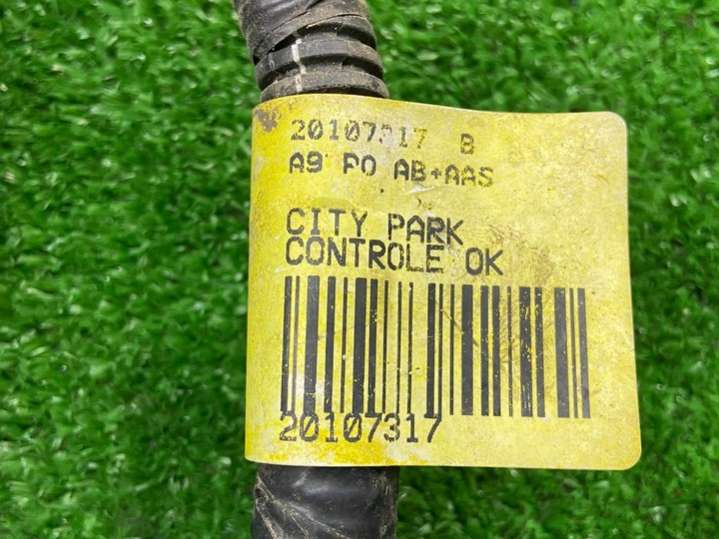 20107317 B
A9 PO AB+AAS
CITY PARK
CONTROLE OK
20107317